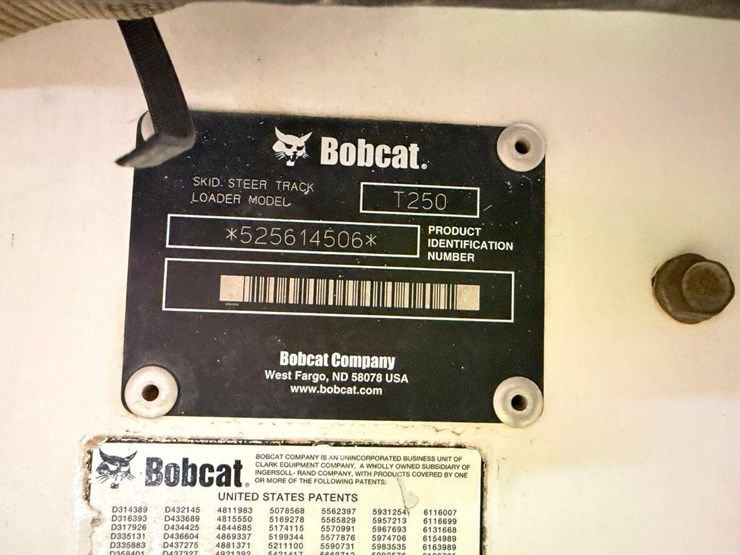 Bobcat.
SKID STEER TRACK
LOADER MODEL
T250
*525614506*
PRODUCT
IDENTIFICATION
NUMBER
Bobcat Company
West Fargo, ND 58078 USA
www.bobcat.com
Bobcat.
BOBCAT COMPANY IS AN UNINCORPORATED BUSINESS UNIT OF
CLARK EQUIPMENT COMPANY, A WHOLLY OWNED SUBSIDIARY OF
INGERSOLL-RAND COMPANY, WITH PRODUCTS COVERED BY ONE
OR MORE OF THE FOLLOWING PATENTS:
UNITED STATES PATENTS
D314389 D432145 4811983 5078568 5562397 5931254 6116007
D316393 D433689 4815550 5169278 5565829 5957213 6116699
D317926 D434425 4844685 5174115 5570991 5967693 6131668
D335131 D436604 4869337 5199344 5577876 5974706 6154989
D335883 D437275 4881371 5211100 5590731 5983535 6163989